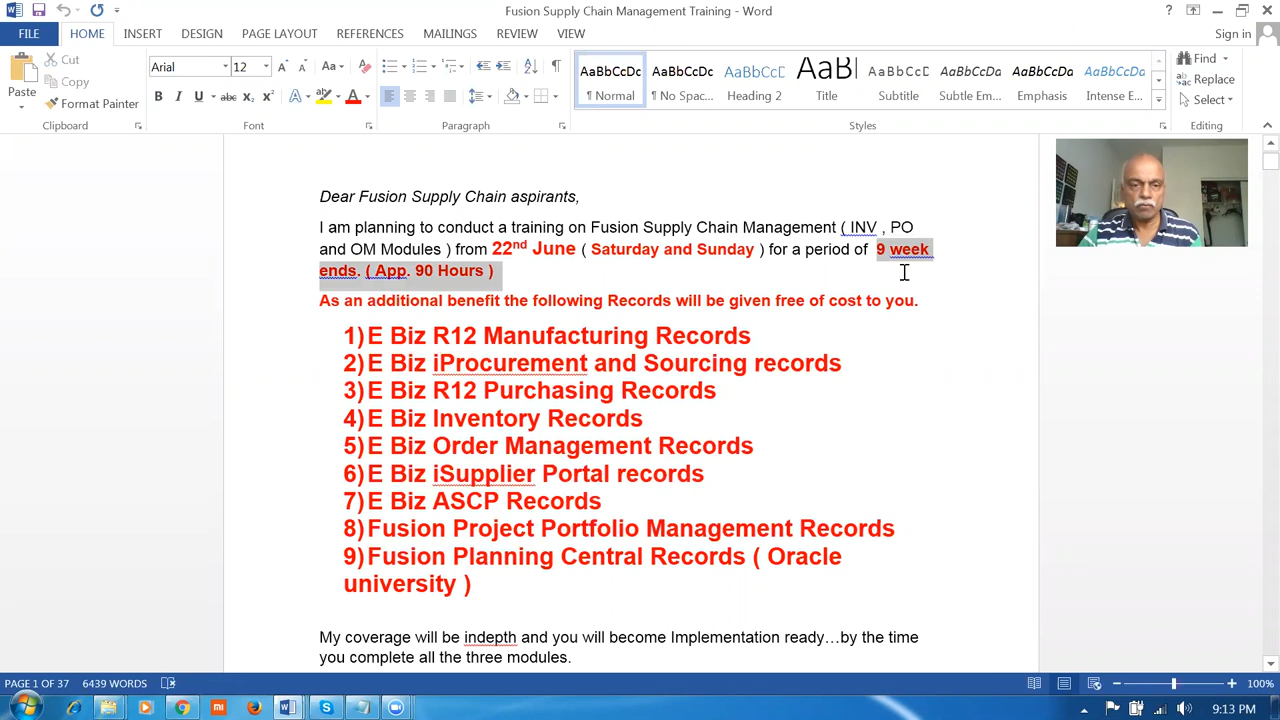 Fusion Supply Chain Management Training - Word
Sign in
FILE HOME INSERT DESIGN PAGE LAYOUT REFERENCES MAILINGS REVIEW VIEW
Paste
Cut
Copy
Format Painter
Clipboard
Arial 12
Font
Paragraph
AaBbCcDc AaBbCcDc AaBbC AaBl AaBbCcD AaBbCcDc AaBbCcDc AaBbCcDc
¶ Normal ¶ No Spac... Heading 2 Title Subtitle Subtle Em... Emphasis Intense E...
Styles
Find
Replace
Select
Editing
Dear Fusion Supply Chain aspirants,
I am planning to conduct a training on Fusion Supply Chain Management ( INV , PO
and OM Modules ) from 22nd June ( Saturday and Sunday ) for a period of 9 week
ends. ( App. 90 Hours )
As an additional benefit the following Records will be given free of cost to you.
1) E Biz R12 Manufacturing Records
2) E Biz iProcurement and Sourcing records
3) E Biz R12 Purchasing Records
4) E Biz Inventory Records
5) E Biz Order Management Records
6) E Biz iSupplier Portal records
7) E Biz ASCP Records
8) Fusion Project Portfolio Management Records
9) Fusion Planning Central Records ( Oracle
university )
My coverage will be indepth and you will become Implementation ready…by the time
you complete all the three modules.
PAGE 1 OF 37 6439 WORDS
100%
9:13 PM